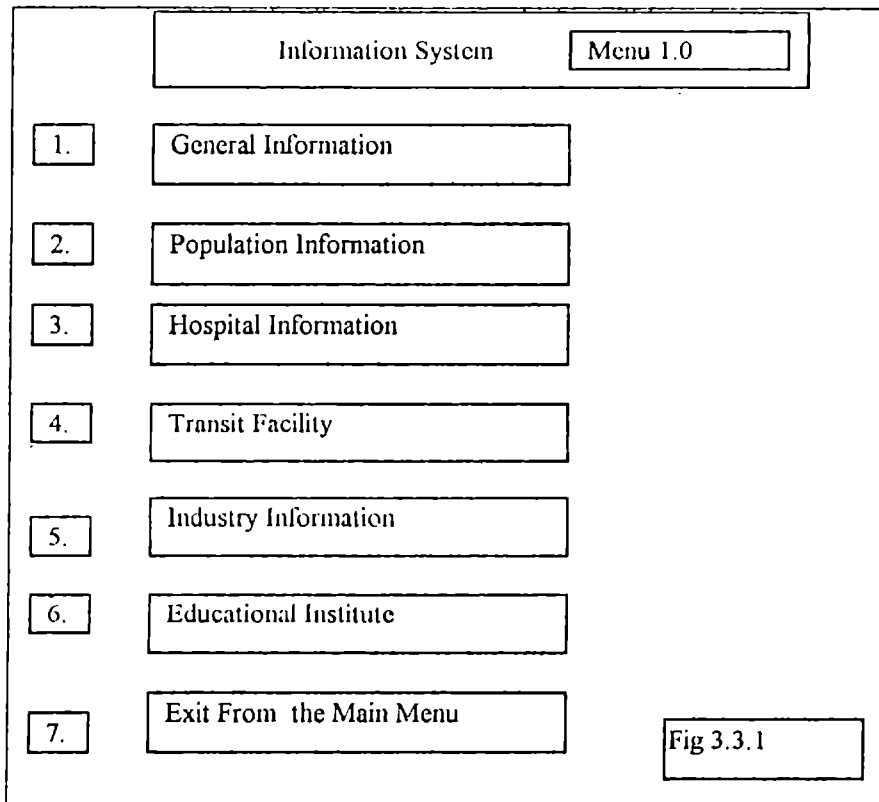 Information System Menu 1.0
1. General Information
2. Population Information
3. Hospital Information
4. Transit Facility
5. Industry Information
6. Educational Institute
7. Exit From the Main Menu
Fig 3.3.1